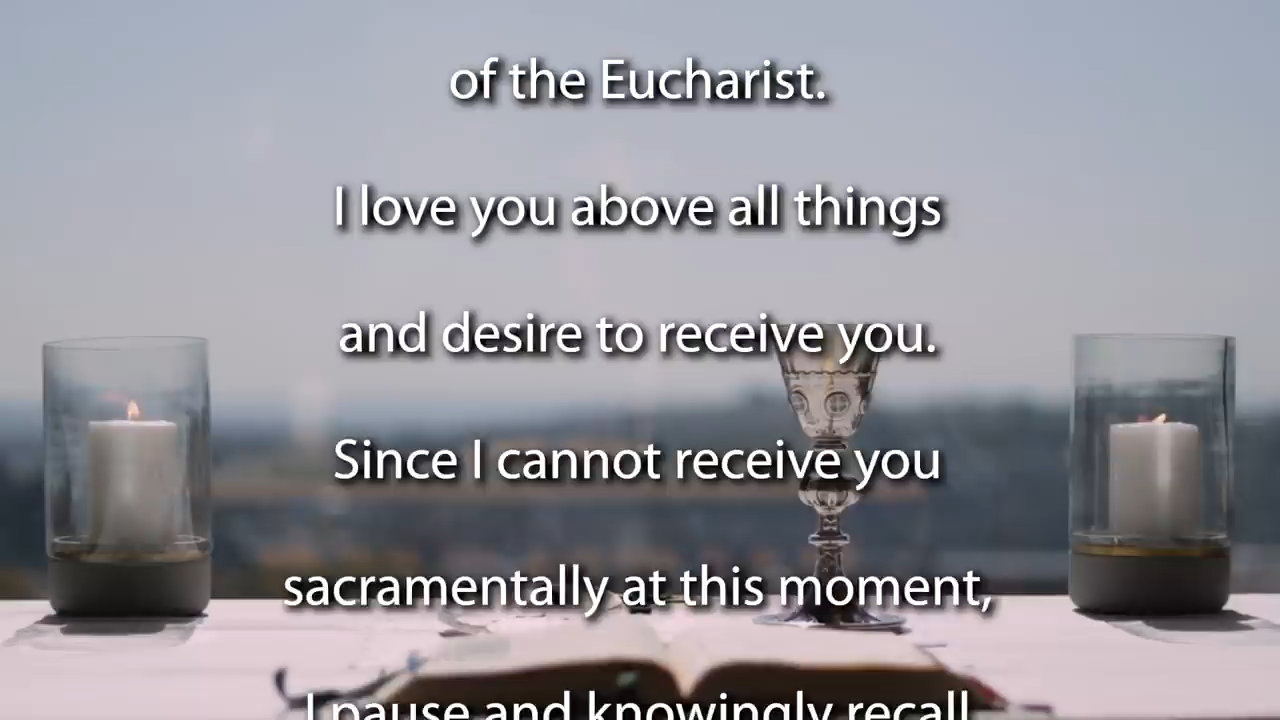 of the Eucharist.
I love you above all things
and desire to receive you.
Since I cannot receive you
sacramentally at this moment,
I pause and knowingly recall